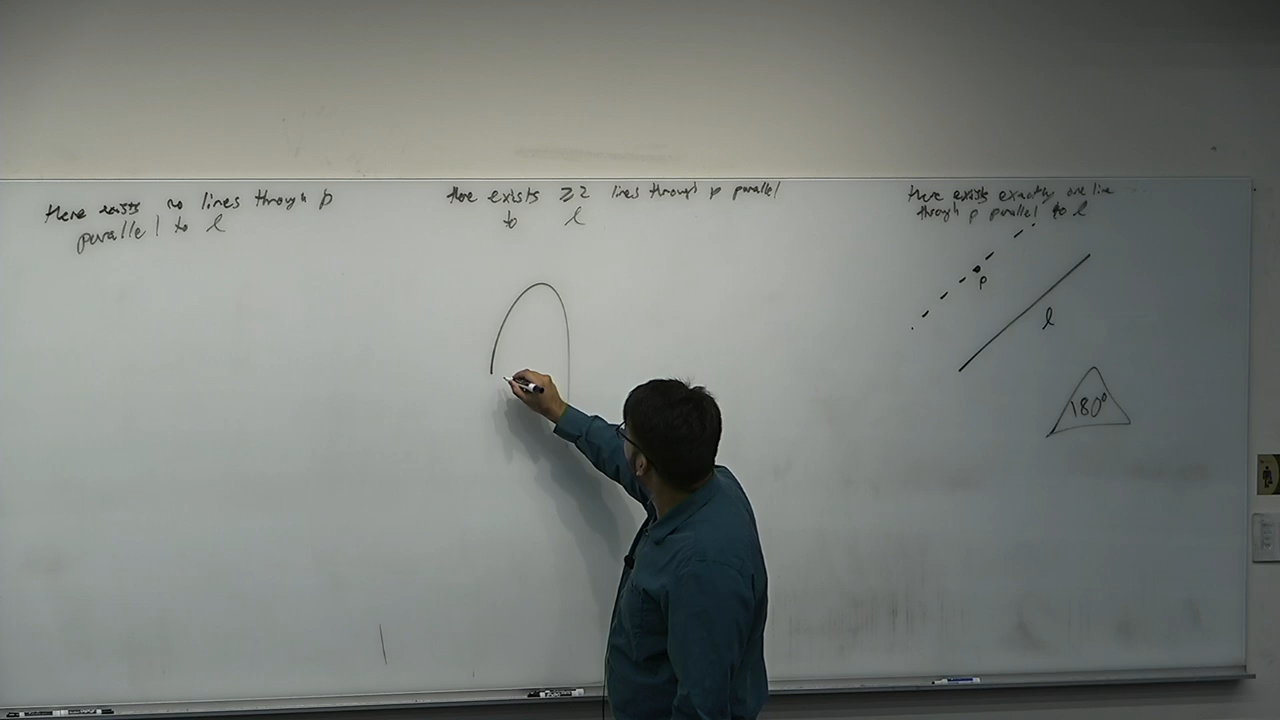 there exists no lines through p
parallel to l
there exists ≥2 lines through p parallel
to l
there exists exactly one line
through p parallel to l
p
l
180°